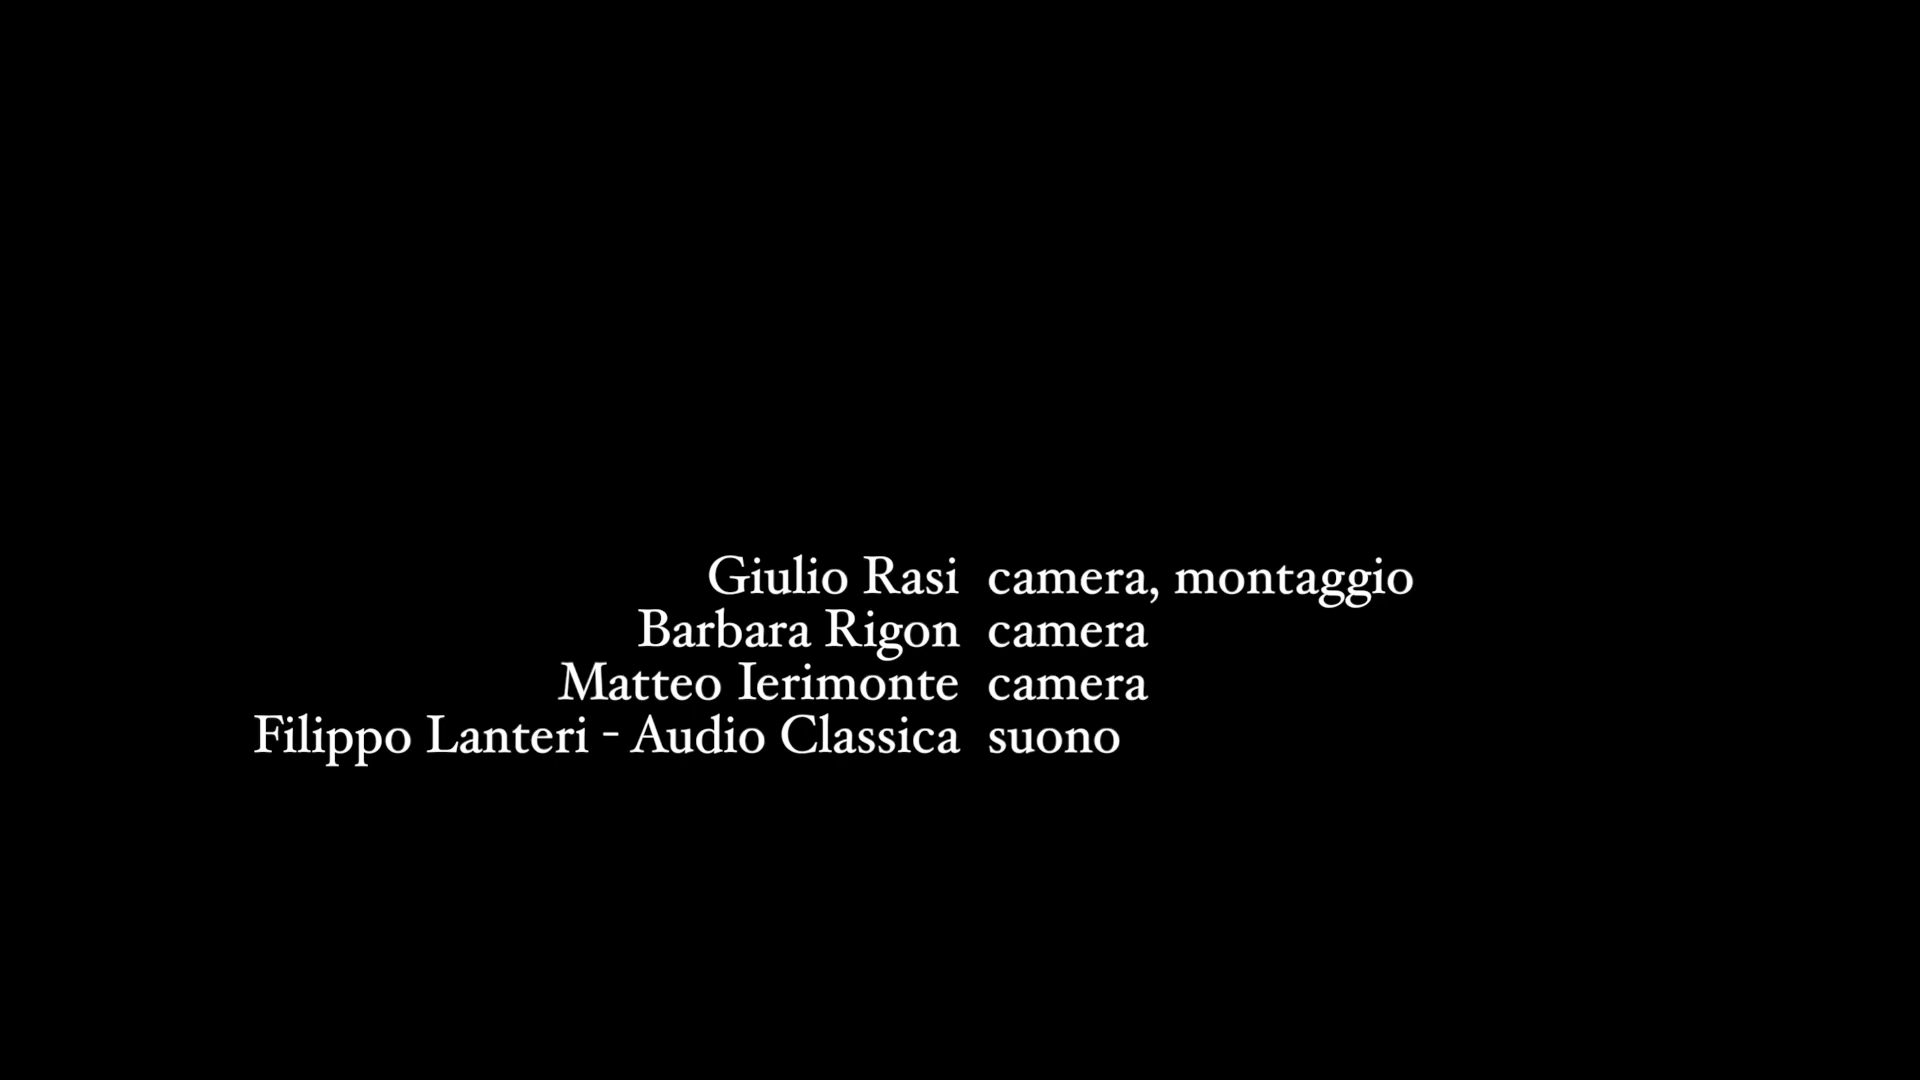 Giulio Rasi camera, montaggio
Barbara Rigon camera
Matteo Ierimonte camera
Filippo Lanteri - Audio Classica suono